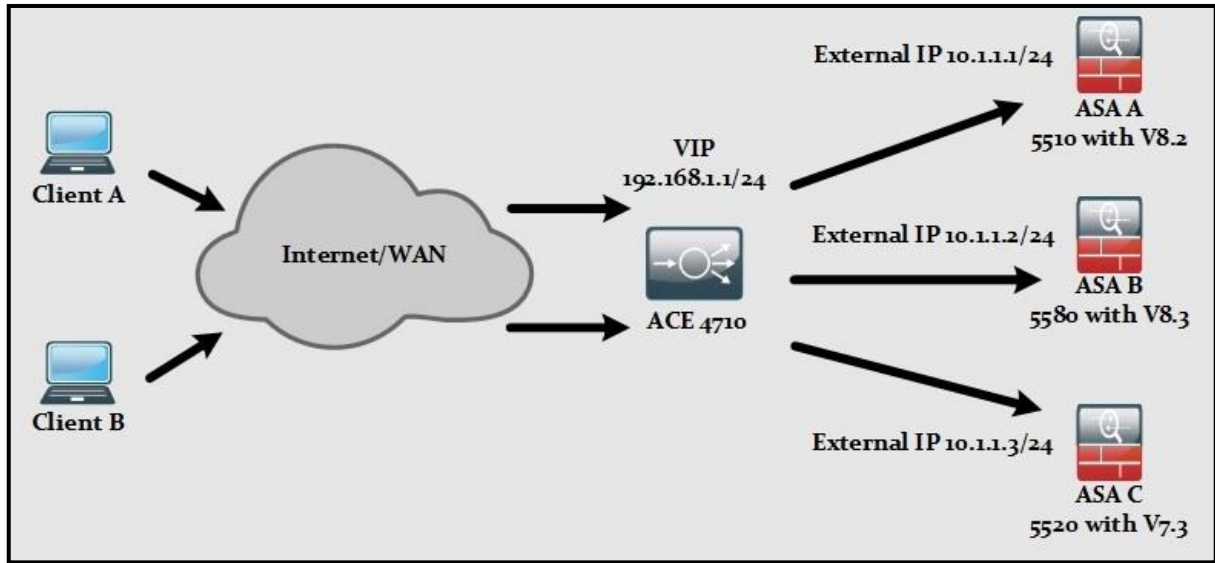 External IP 10.1.1.1/24
ASA A
5510 with V8.2
Client A
VIP
192.168.1.1/24
Internet/WAN
External IP 10.1.1.2/24
ASA B
5580 with V8.3
ACE 4710
Client B
External IP 10.1.1.3/24
ASA C
5520 with V7.3